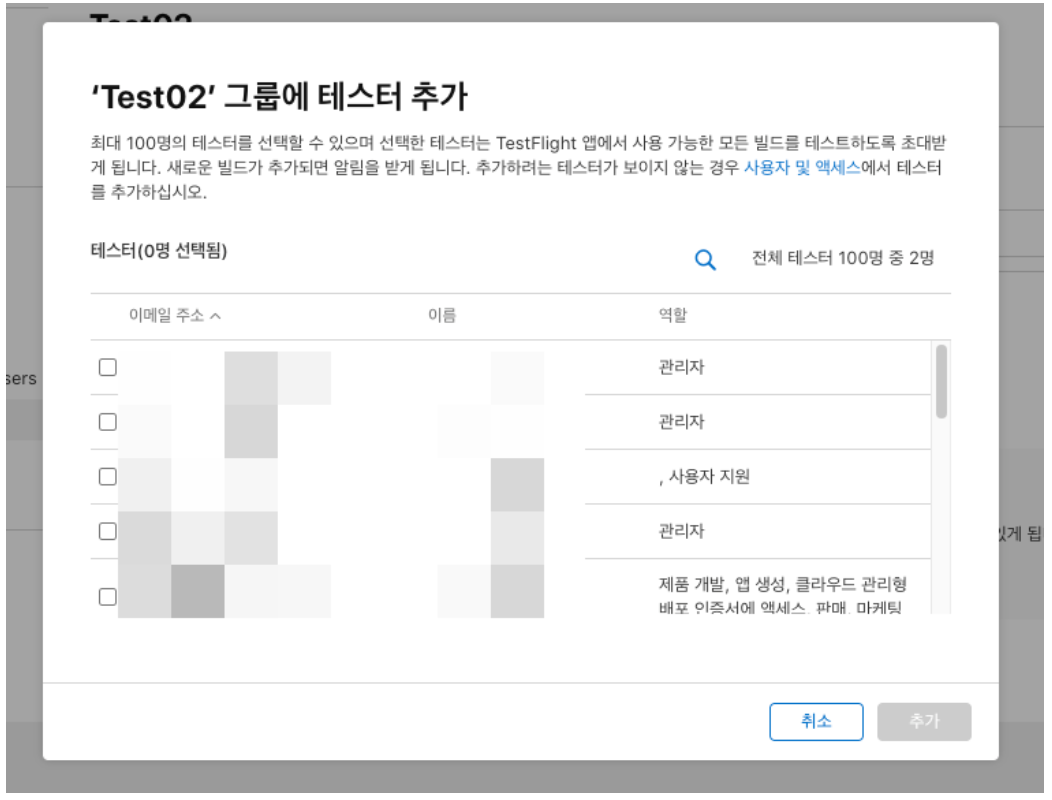 Test02
‘Test02’ 그룹에 테스터 추가
최대 100명의 테스터를 선택할 수 있으며 선택한 테스터는 TestFlight 앱에서 사용 가능한 모든 빌드를 테스트하도록 초대받
게 됩니다. 새로운 빌드가 추가되면 알림을 받게 됩니다. 추가하려는 테스터가 보이지 않는 경우 사용자 및 액세스에서 테스터
를 추가하십시오.
테스터(0명 선택됨)
전체 테스터 100명 중 2명
이메일 주소 이름 역할
관리자
sers
관리자
, 사용자 지원
관리자
있게 됩
제품 개발, 앱 생성, 클라우드 관리형
배포 인증서에 액세스, 판매, 마케팅
취소 추가